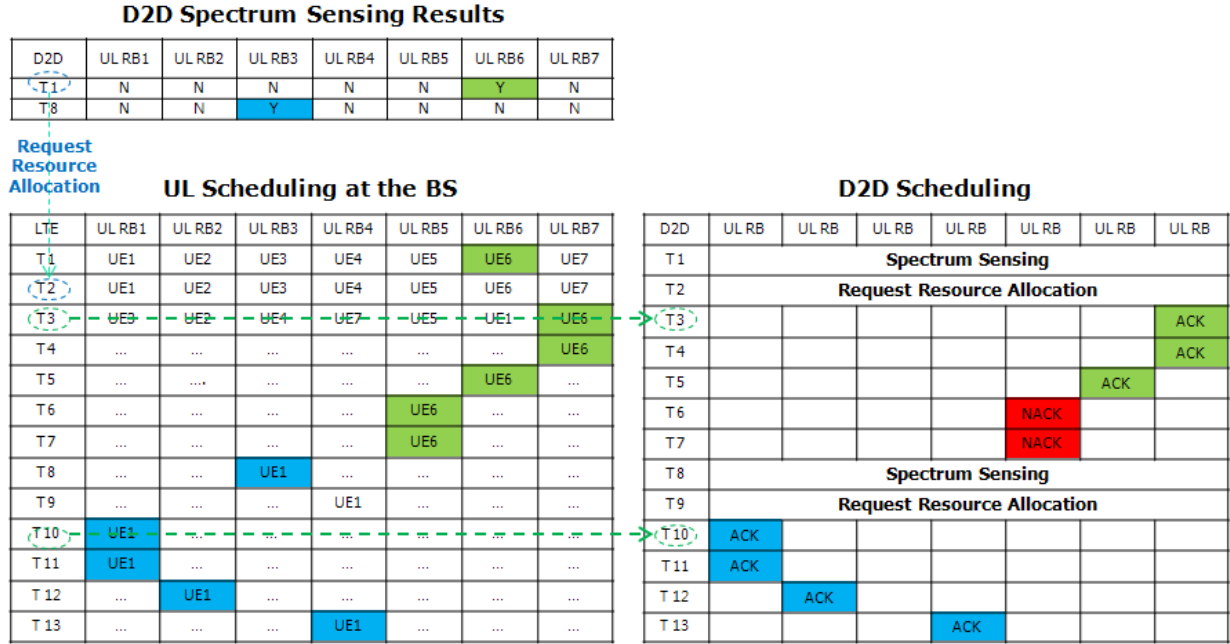 D2D Spectrum Sensing Results
D2D UL RB1 UL RB2 UL RB3 UL RB4 UL RB5 UL RB6 UL RB7
T1 N N N N N Y N
T8 N N Y N N N N
Request
Resource
Allocation
UL Scheduling at the BS
LTE UL RB1 UL RB2 UL RB3 UL RB4 UL RB5 UL RB6 UL RB7
T1 UE1 UE2 UE3 UE4 UE5 UE6 UE7
T2 UE1 UE2 UE3 UE4 UE5 UE6 UE7
T3 UE3 UE2 UE4 UE7 UE5 UE1 UE6
T4 ... ... ... ... ... ... UE6
T5 ... .... ... ... ... UE6 ...
T6 ... ... ... ... UE6 ... ...
T7 ... ... ... ... UE6 ... ...
T8 ... ... UE1 ... ... ... ...
T9 ... ... ... UE1 ... ... ...
T10 UE1 ... ... ... ... ... ...
T11 UE1 ... ... ... ... ... ...
T 12 ... UE1 ... ... ... ... ...
T 13 ... ... ... UE1 ... ... ...
D2D Scheduling
D2D UL RB UL RB UL RB UL RB UL RB UL RB UL RB
T1 Spectrum Sensing
T2 Request Resource Allocation
T3 ACK
T4 ACK
T5 ACK
T6 NACK
T7 NACK
T8 Spectrum Sensing
T9 Request Resource Allocation
T10 ACK
T11 ACK
T 12 ACK
T 13 ACK